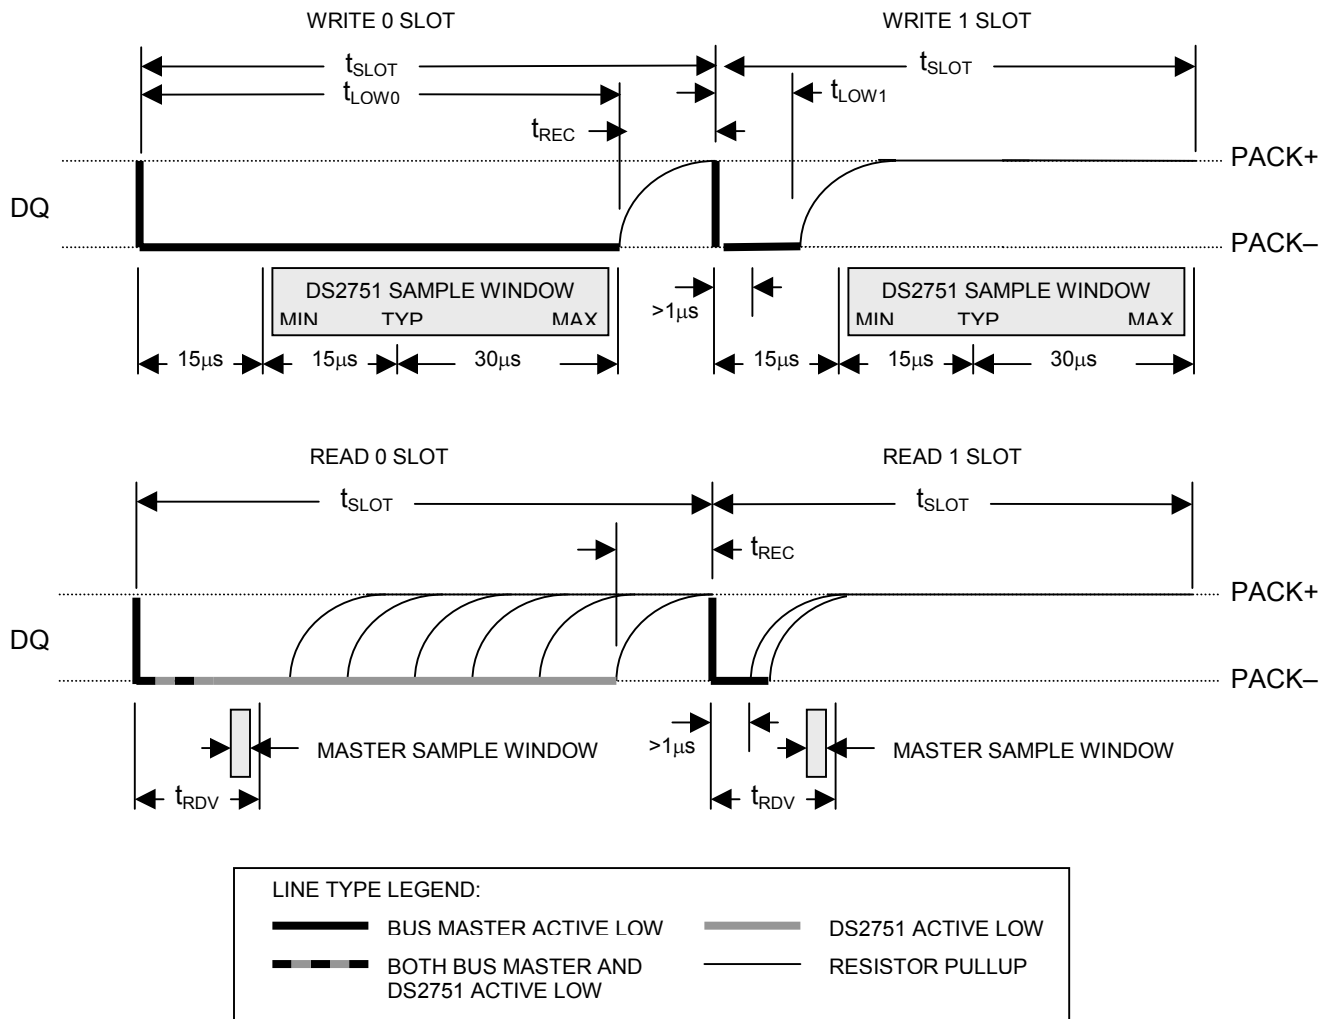 WRITE 0 SLOT WRITE 1 SLOT
tSLOT tSLOT
tLOW0 tLOW1
tREC
PACK+
DQ
PACK–
DS2751 SAMPLE WINDOW DS2751 SAMPLE WINDOW
>1μs
MIN TYP MAX MIN TYP MAX
15μs 15μs 30μs 15μs 15μs 30μs
READ 0 SLOT READ 1 SLOT
tSLOT tSLOT
tREC
PACK+
DQ
PACK–
>1μs
MASTER SAMPLE WINDOW MASTER SAMPLE WINDOW
tRDV tRDV
LINE TYPE LEGEND:
BUS MASTER ACTIVE LOW DS2751 ACTIVE LOW
BOTH BUS MASTER AND RESISTOR PULLUP
DS2751 ACTIVE LOW